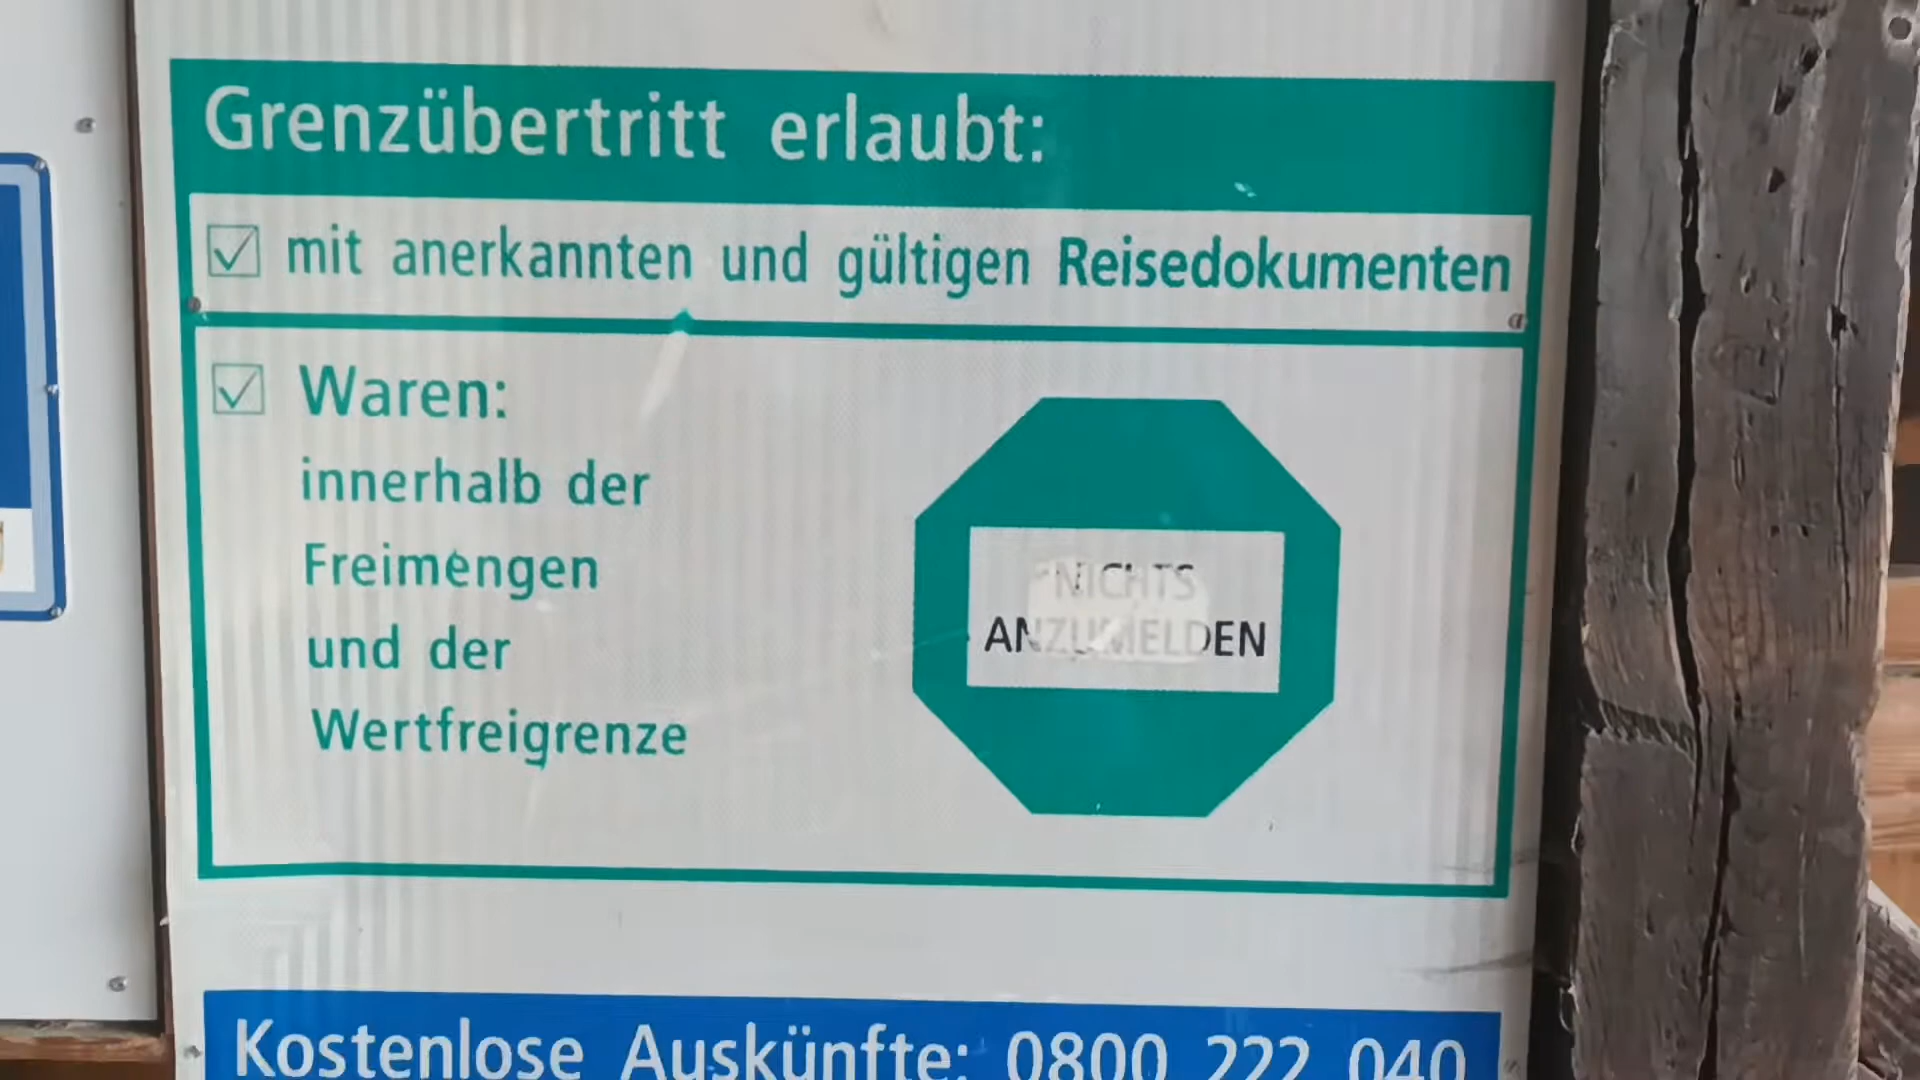 Grenzübertritt erlaubt:
mit anerkannten und gültigen Reisedokumenten
Waren:
innerhalb der
Freimengen
und der
Wertfreigrenze
NICHTS
ANZUMELDEN
Kostenlose Auskünfte: 0800 222 040